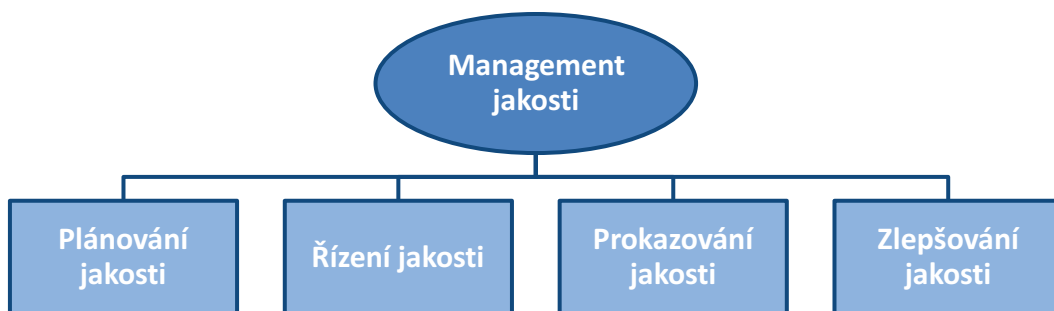 Management
jakosti
Plánování
jakosti
Řízení jakosti
Prokazování
jakosti
Zlepšování
jakosti